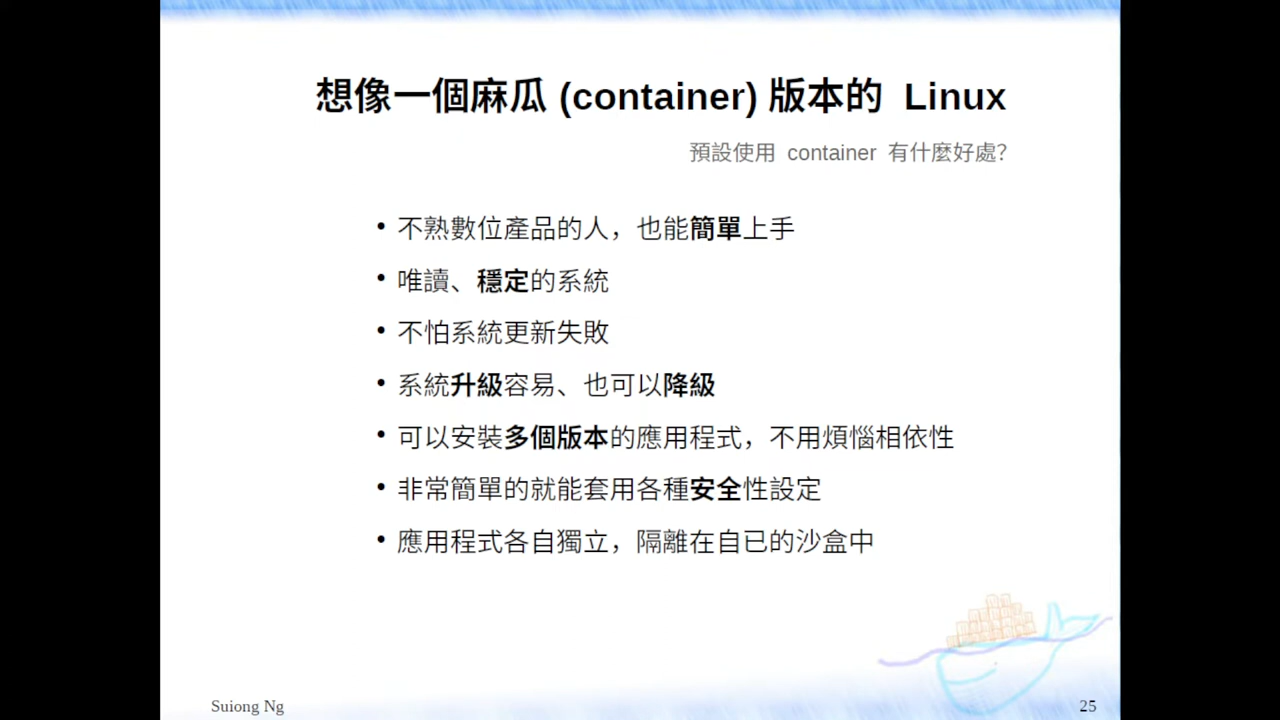 想像一個麻瓜 (container) 版本的 Linux
預設使用 container 有什麼好處?
• 不熟數位產品的人，也能簡單上手
• 唯讀、穩定的系統
• 不怕系統更新失敗
• 系統升級容易、也可以降級
• 可以安裝多個版本的應用程式，不用煩惱相依性
• 非常簡單的就能套用各種安全性設定
• 應用程式各自獨立，隔離在自已的沙盒中
Suiong Ng
25